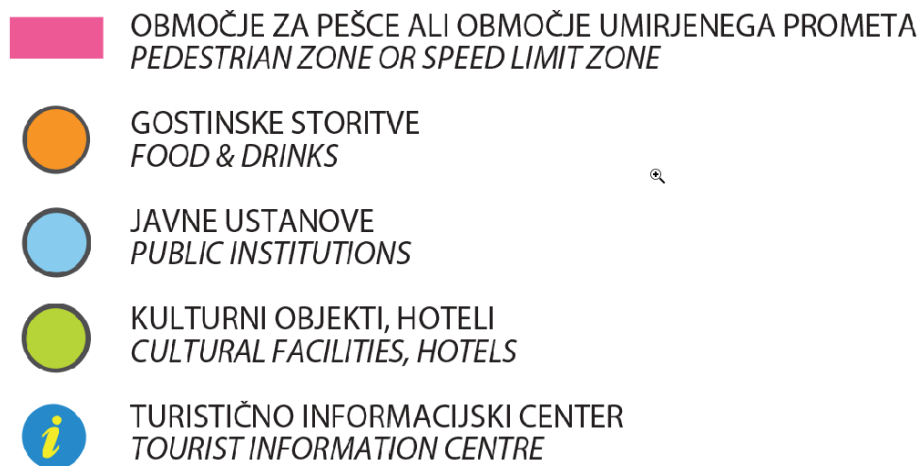 OBMOČJE ZA PEŠCE ALI OBMOČJE UMIRJENEGA PROMETA
PEDESTRIAN ZONE OR SPEED LIMIT ZONE
GOSTINSKE STORITVE
FOOD & DRINKS
JAVNE USTANOVE
PUBLIC INSTITUTIONS
KULTURNI OBJEKTI, HOTELI
CULTURAL FACILITIES, HOTELS
i
TURISTIČNO INFORMACIJSKI CENTER
TOURIST INFORMATION CENTRE